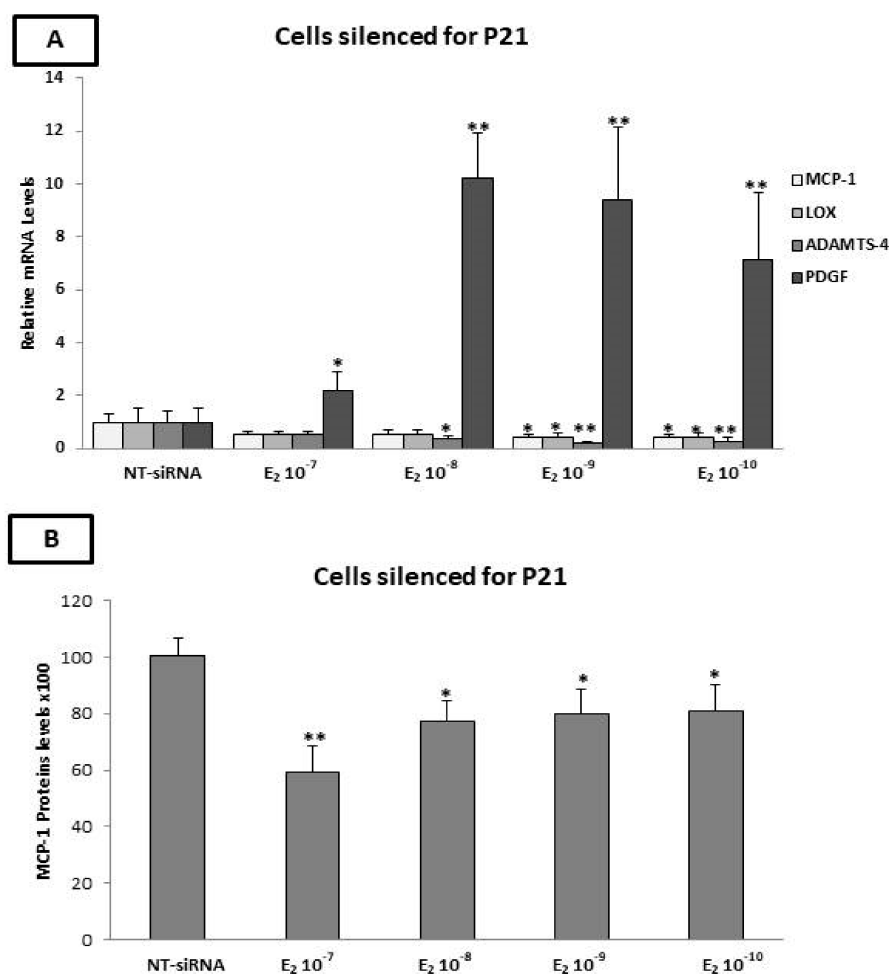 A
Cells silenced for P21
14
12
10
8
6
4
2
0
Relative mRNA Levels
** ** **
*
* * * ** * * **
MCP-1
LOX
ADAMTS-4
PDGF
NT-siRNA E₂ 10⁻⁷ E₂ 10⁻⁸ E₂ 10⁻⁹ E₂ 10⁻¹⁰
B
Cells silenced for P21
120
100
80
60
40
20
0
MCP-1 Proteins levels x100
** * * *
NT-siRNA E₂ 10⁻⁷ E₂ 10⁻⁸ E₂ 10⁻⁹ E₂ 10⁻¹⁰